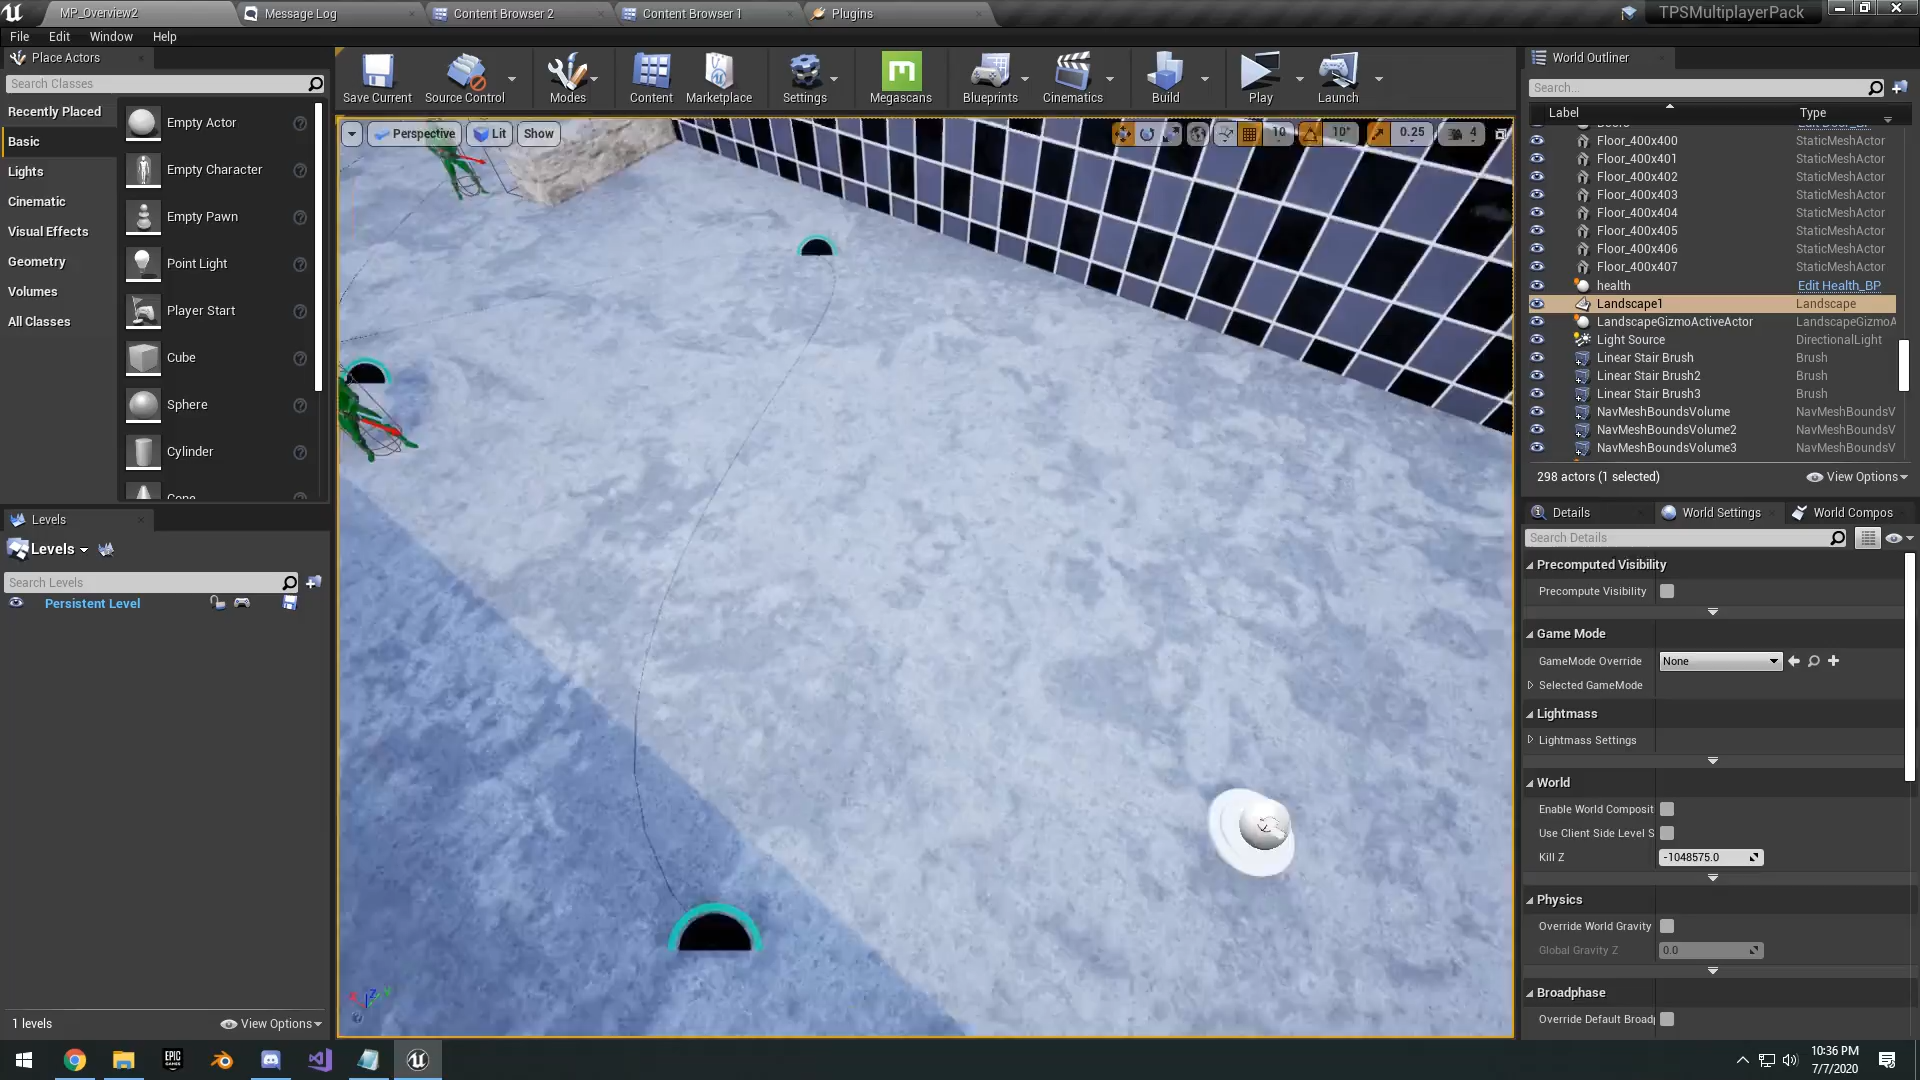 MP_Overview2
Message Log
Content Browser 2
Content Browser 1
Plugins
TPSMultiplayerPack
File Edit Window Help
Place Actors
Search Classes
Recently Placed
Basic
Lights
Cinematic
Visual Effects
Geometry
Volumes
All Classes
Empty Actor
Empty Character
Empty Pawn
Point Light
Player Start
Cube
Sphere
Cylinder
Cone
Levels
Levels
Search Levels
Persistent Level
1 levels
View Options
Save Current
Source Control
Modes
Content
Marketplace
Settings
Megascans
Blueprints
Cinematics
Build
Play
Launch
Perspective
Lit
Show
10
10°
0.25
4
World Outliner
Search...
Label Type
Floor_400x400 StaticMeshActor
Floor_400x401 StaticMeshActor
Floor_400x402 StaticMeshActor
Floor_400x403 StaticMeshActor
Floor_400x404 StaticMeshActor
Floor_400x405 StaticMeshActor
Floor_400x406 StaticMeshActor
Floor_400x407 StaticMeshActor
health Edit Health_BP
Landscape1 Landscape
LandscapeGizmoActiveActor LandscapeGizmoA
Light Source DirectionalLight
Linear Stair Brush Brush
Linear Stair Brush2 Brush
Linear Stair Brush3 Brush
NavMeshBoundsVolume NavMeshBoundsV
NavMeshBoundsVolume2 NavMeshBoundsV
NavMeshBoundsVolume3 NavMeshBoundsV
298 actors (1 selected)
View Options
Details
World Settings
World Compos
Search Details
Precomputed Visibility
Precompute Visibility
Game Mode
GameMode Override None
Selected GameMode
Lightmass
Lightmass Settings
World
Enable World Composit
Use Client Side Level S
Kill Z -1048575.0
Physics
Override World Gravity
Global Gravity Z 0.0
Broadphase
Override Default Broad
EPIC GAMES
10:36 PM
7/7/2020